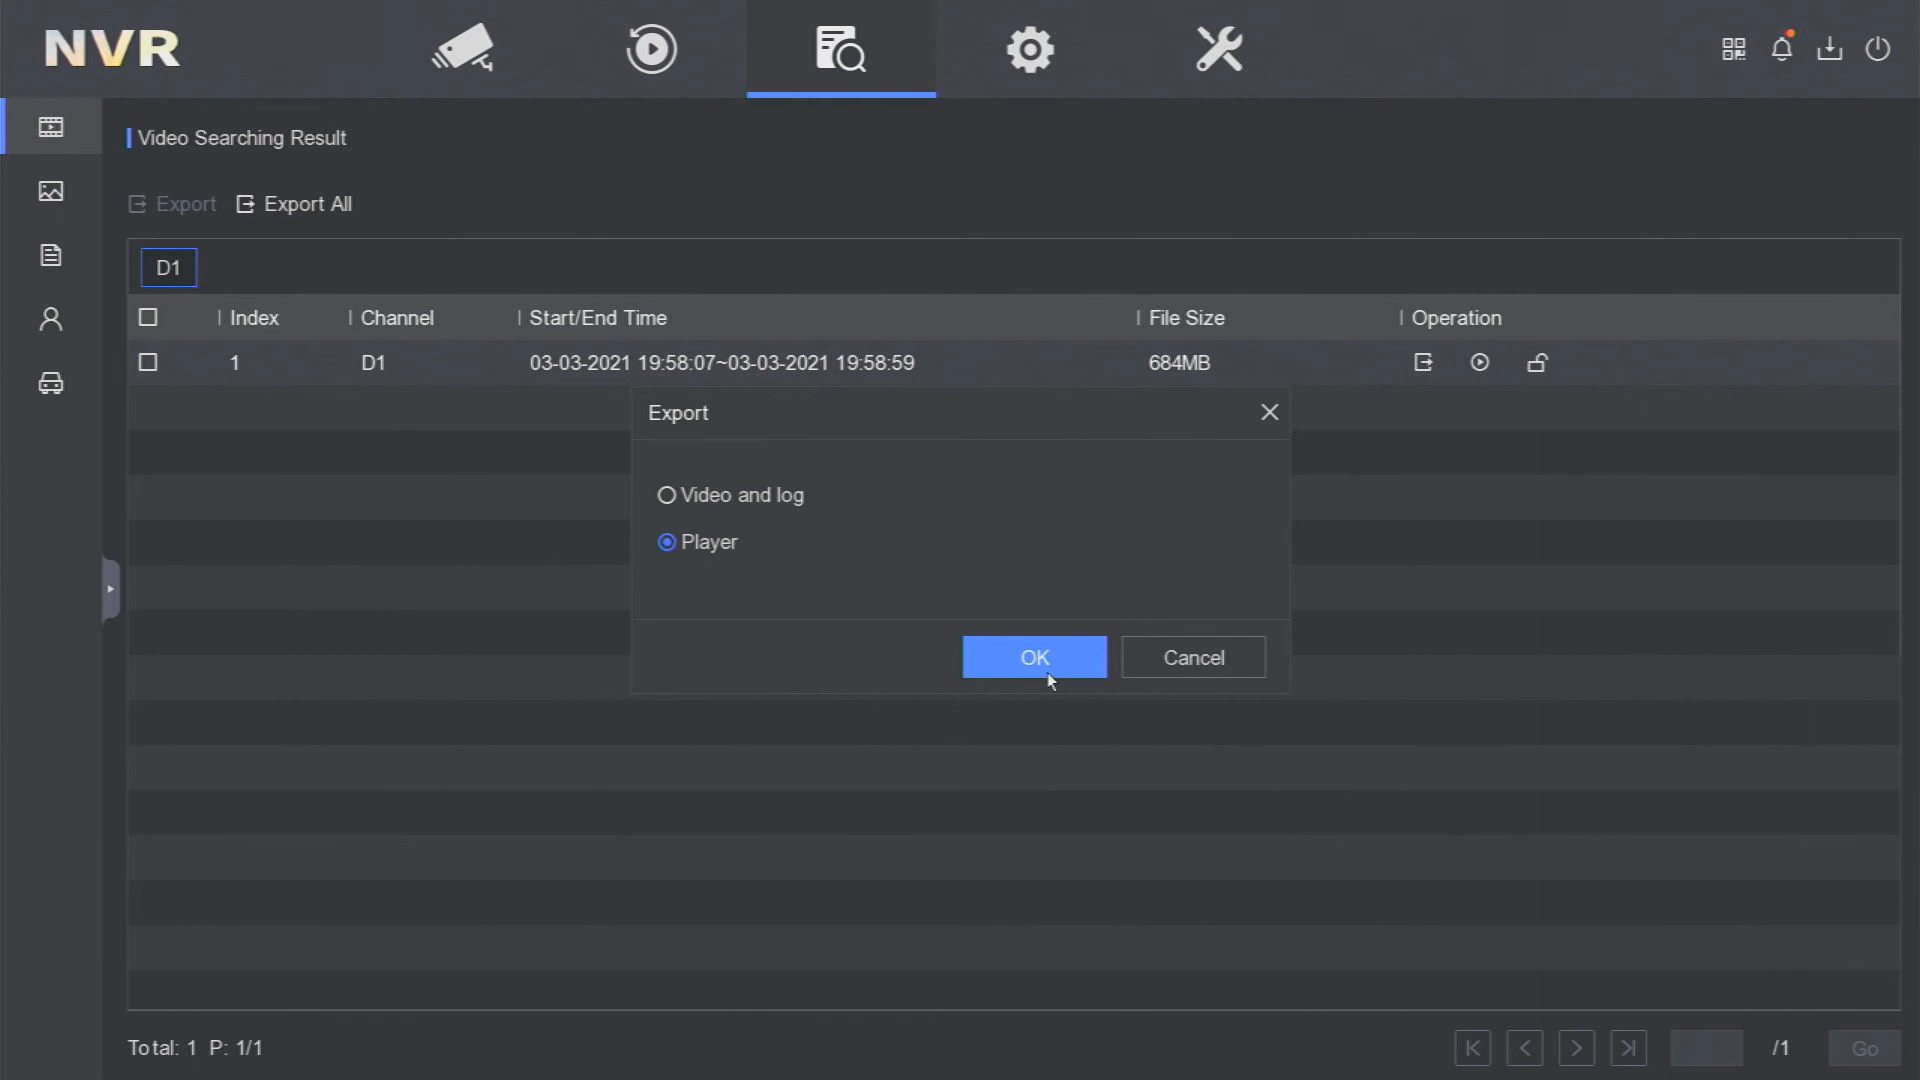 NVR
Video Searching Result
Export Export All
D1
Index Channel Start/End Time File Size Operation
1 D1 03-03-2021 19:58:07~03-03-2021 19:58:59 684MB
Export
Video and log
Player
OK Cancel
Total: 1 P: 1/1 /1 Go